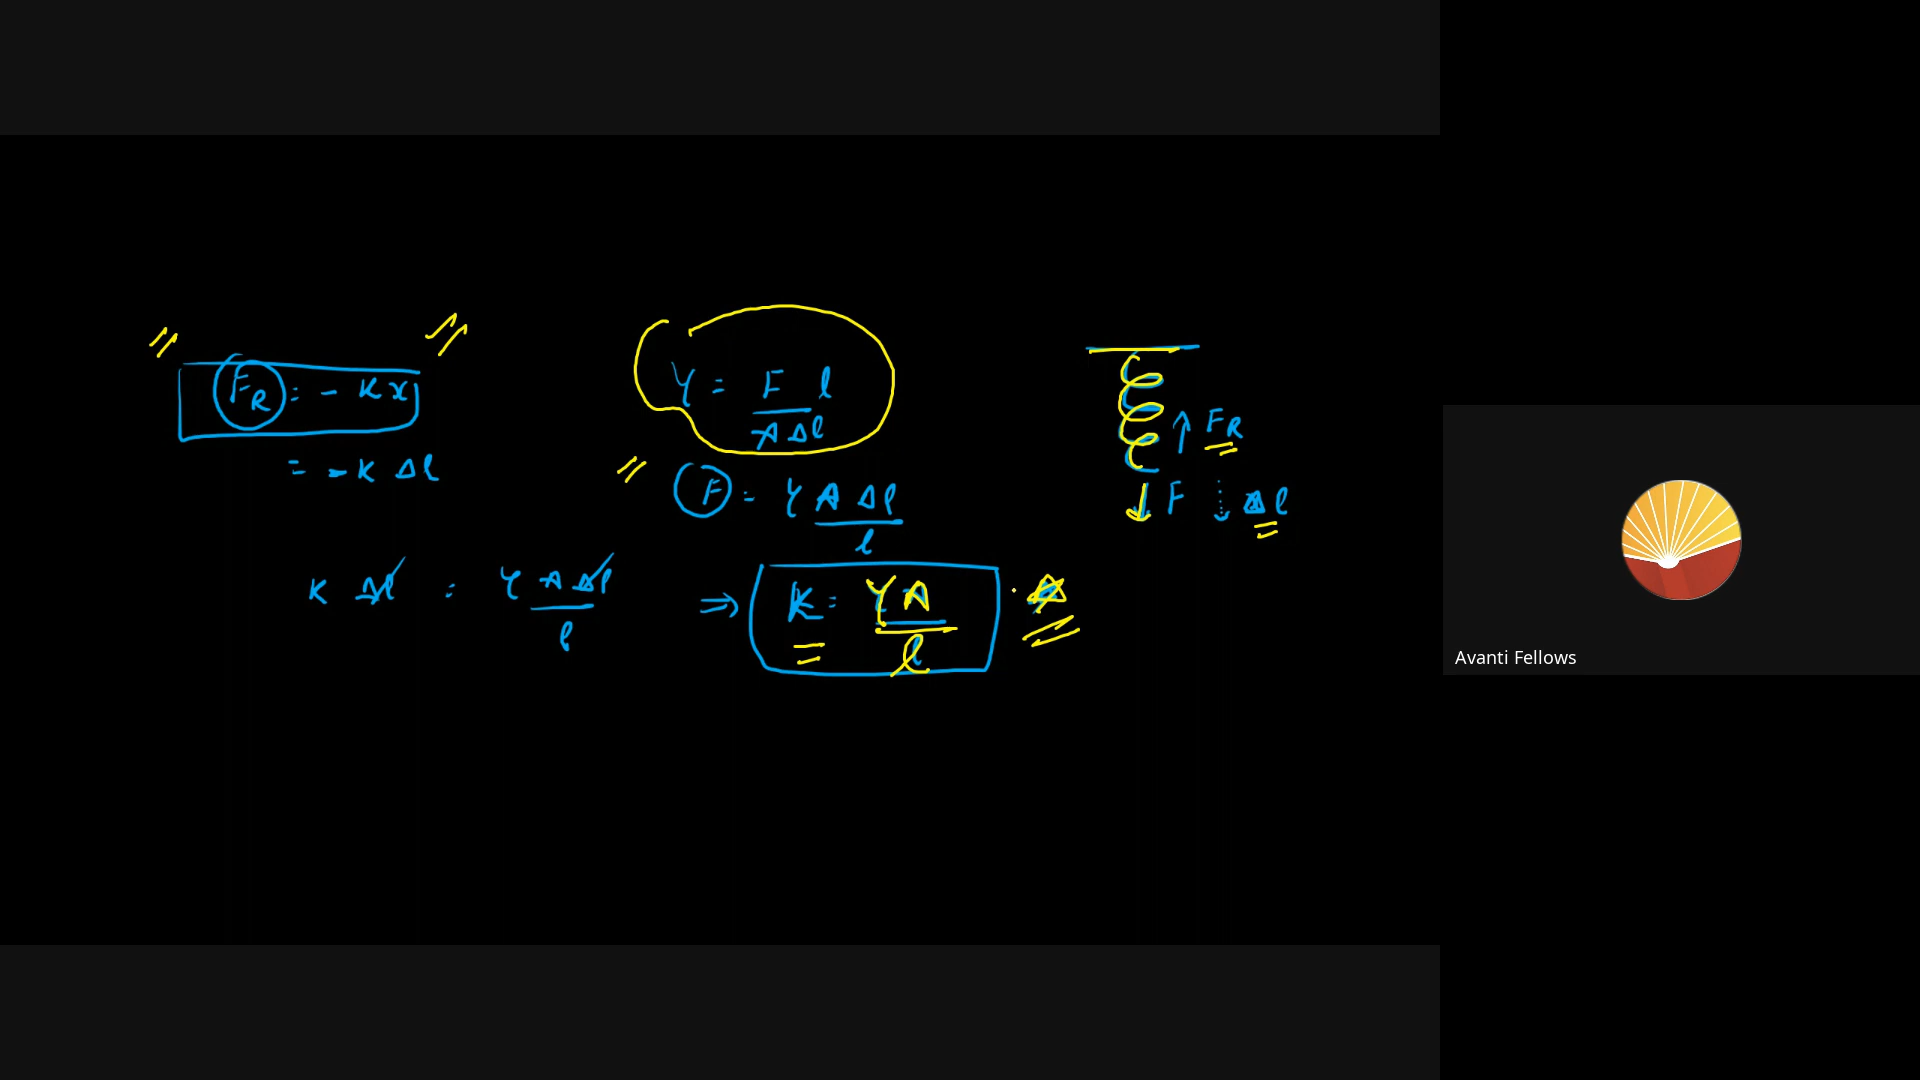 F_R = - K x
= - K Δl
Y = F l / A Δl
F = Y A Δl / l
K Δl = Y A Δl / l ⇒ K = Y A / l
↑ F_R
↓ F ↓ Δl
Avanti Fellows